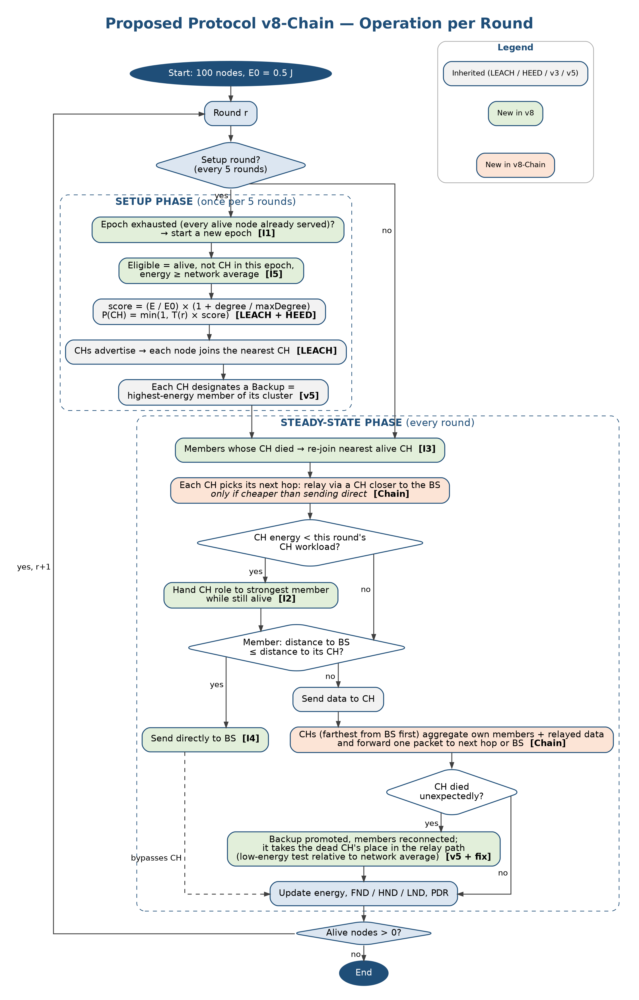 Proposed Protocol v8-Chain — Operation per Round
Legend
Inherited (LEACH / HEED / v3 / v5)
New in v8
New in v8-Chain
Start: 100 nodes, E0 = 0.5 J
Round r
Setup round?
(every 5 rounds)
yes
no
SETUP PHASE (once per 5 rounds)
Epoch exhausted (every alive node already served)?
→ start a new epoch [I1]
Eligible = alive, not CH in this epoch,
energy ≥ network average [I5]
score = (E / E0) × (1 + degree / maxDegree)
P(CH) = min(1, T(r) × score) [LEACH + HEED]
CHs advertise → each node joins the nearest CH [LEACH]
Each CH designates a Backup =
highest-energy member of its cluster [v5]
STEADY-STATE PHASE (every round)
Members whose CH died → re-join nearest alive CH [I3]
Each CH picks its next hop: relay via a CH closer to the BS
only if cheaper than sending direct [Chain]
CH energy < this round's
CH workload?
yes
no
Hand CH role to strongest member
while still alive [I2]
Member: distance to BS
≤ distance to its CH?
yes
no
Send data to CH
Send directly to BS [I4]
CHs (farthest from BS first) aggregate own members + relayed data
and forward one packet to next hop or BS [Chain]
CH died
unexpectedly?
yes
no
Backup promoted, members reconnected;
it takes the dead CH's place in the relay path
(low-energy test relative to network average) [v5 + fix]
bypasses CH
Update energy, FND / HND / LND, PDR
Alive nodes > 0?
yes, r+1
no
End